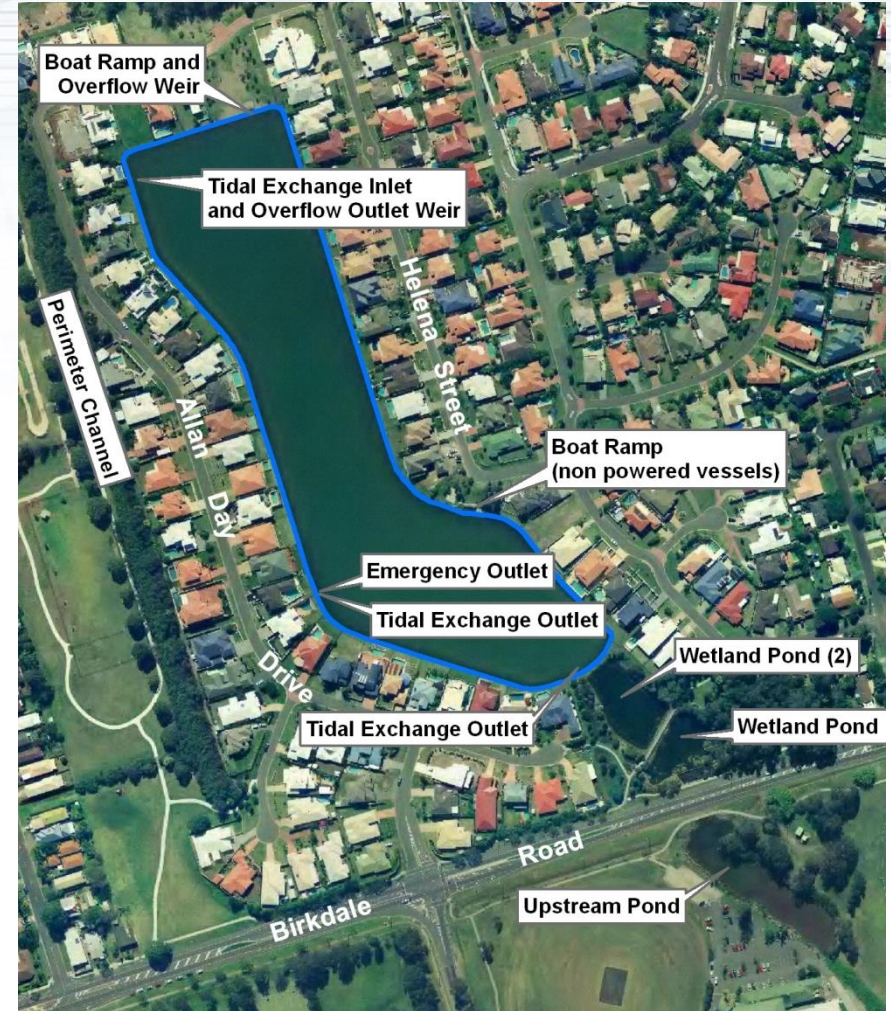 Boat Ramp and
Overflow Weir
Tidal Exchange Inlet
and Overflow Outlet Weir
Helena Street
Perimeter Channel
Allan Day Drive
Boat Ramp
(non powered vessels)
Emergency Outlet
Tidal Exchange Outlet
Wetland Pond (2)
Tidal Exchange Outlet
Wetland Pond
Birkdale Road
Upstream Pond